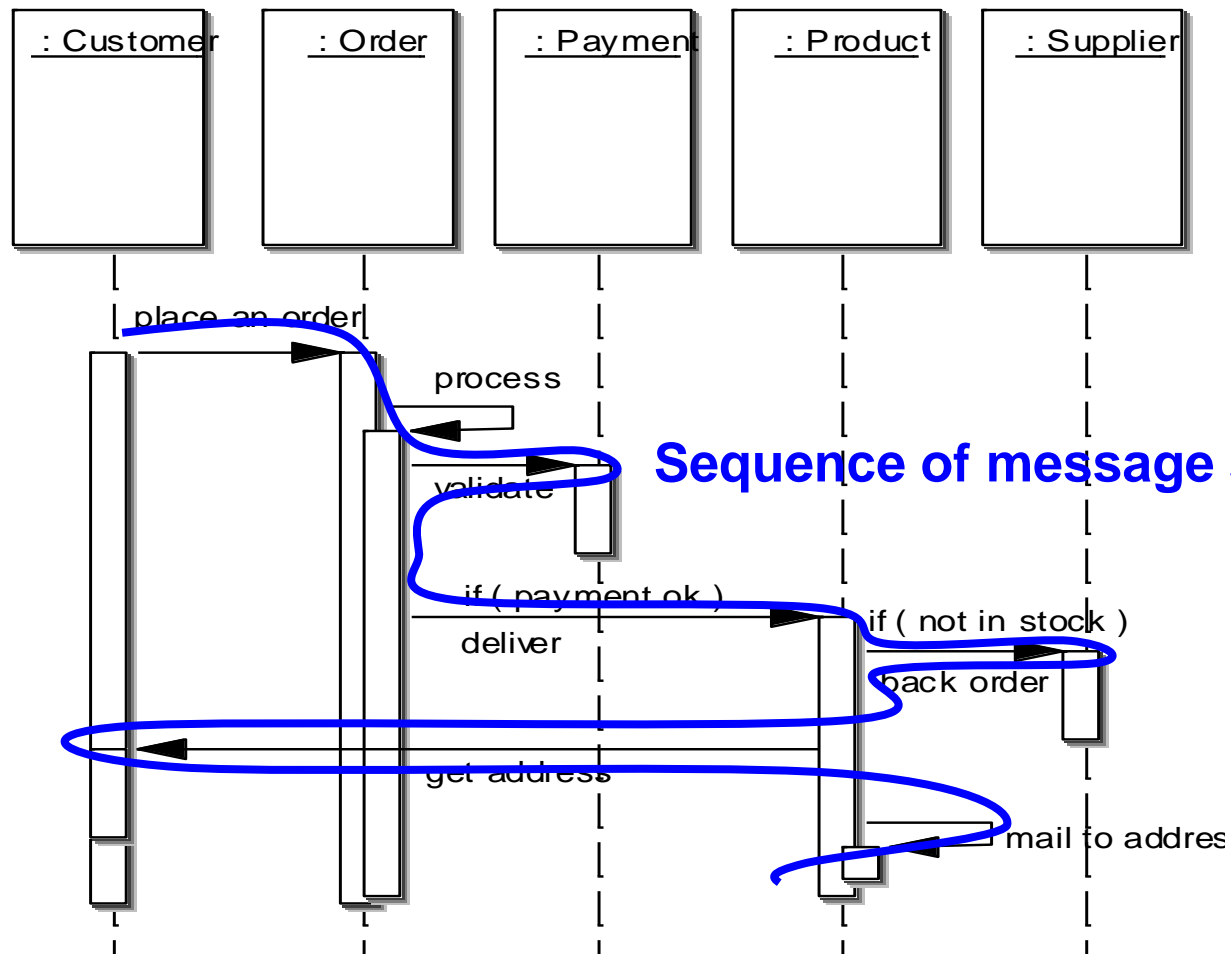 : Customer
: Order
: Payment
: Product
: Supplier
place an order
process
Sequence of message
validate
if ( payment ok )
if ( not in stock )
deliver
back order
get address
mail to addres